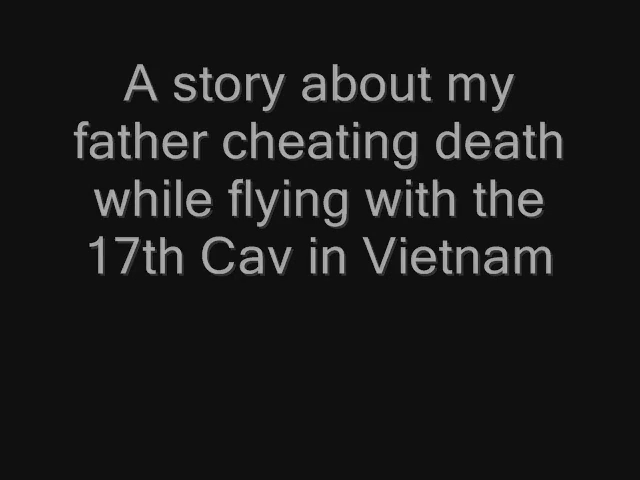 A story about my
father cheating death
while flying with the
17th Cav in Vietnam